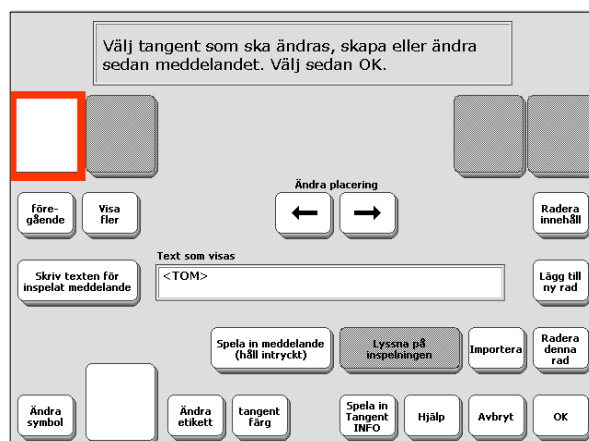 Välj tangent som ska ändras, skapa eller ändra
sedan meddelandet. Välj sedan OK.
Ändra placering
före-
gående
Visa
fler
Radera
innehåll
Skriv texten för
inspelat meddelande
Text som visas
<TOM>
Lägg till
ny rad
Spela in meddelande
(håll intryckt)
Lyssna på
inspelningen
Importera
Radera
denna
rad
Ändra
symbol
Ändra
etikett
tangent
färg
Spela in
Tangent
INFO
Hjälp
Avbryt
OK